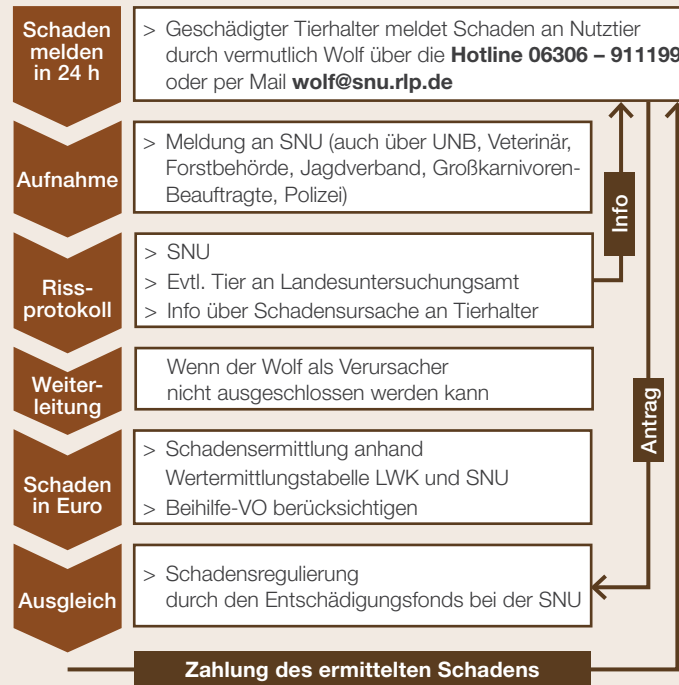 Schaden
melden
in 24 h
> Geschädigter Tierhalter meldet Schaden an Nutztier
durch vermutlich Wolf über die Hotline 06306 – 911199
oder per Mail wolf@snu.rlp.de
Aufnahme
> Meldung an SNU (auch über UNB, Veterinär,
Forstbehörde, Jagdverband, Großkarnivoren-
Beauftragte, Polizei)
Info
Riss-
protokoll
> SNU
> Evtl. Tier an Landesuntersuchungsamt
> Info über Schadensursache an Tierhalter
Weiter-
leitung
Wenn der Wolf als Verursacher
nicht ausgeschlossen werden kann
Antrag
Schaden
in Euro
> Schadensermittlung anhand
Wertermittlungstabelle LWK und SNU
> Beihilfe-VO berücksichtigen
Ausgleich
> Schadensregulierung
durch den Entschädigungsfonds bei der SNU
Zahlung des ermittelten Schadens